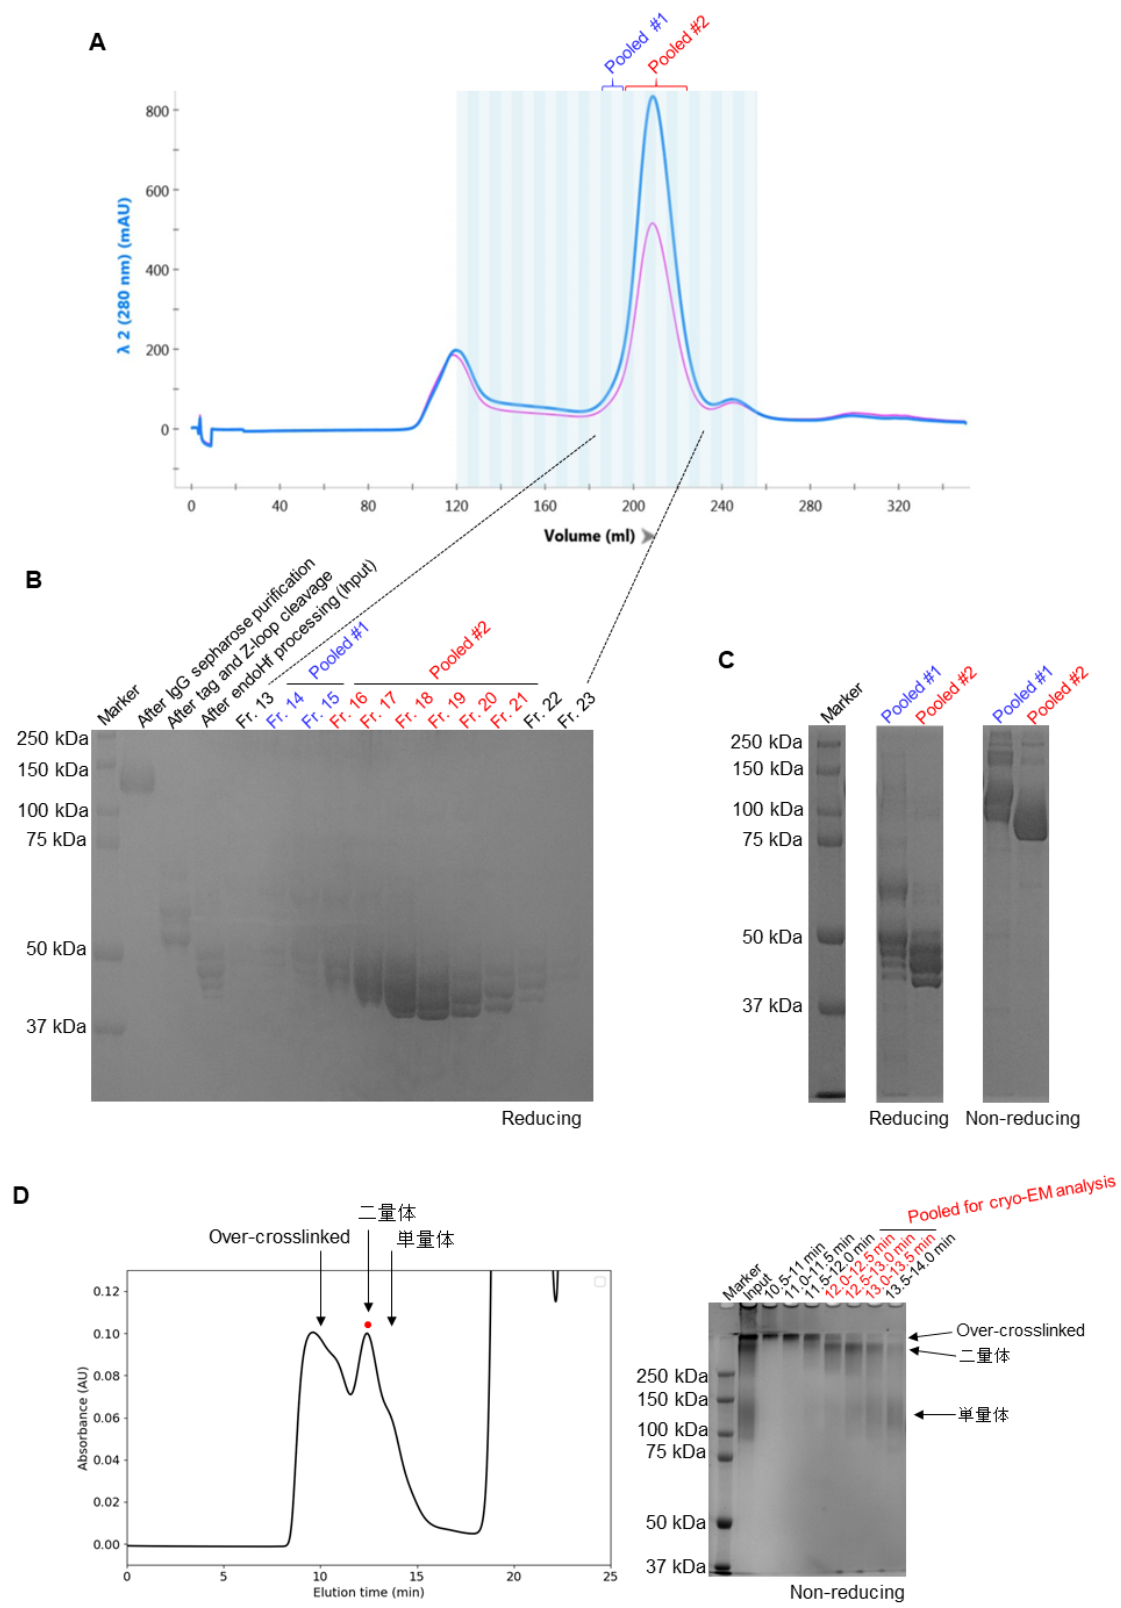 A
Pooled #1
Pooled #2
800
600
400
200
0
λ 2 (280 nm) (mAU)
0
40
80
120
160
200
240
280
320
Volume (ml)
B
Marker
After IgG sepharose purification
After tag and Z-loop cleavage
After endoHf processing (Input)
Fr. 13
Fr. 14
Fr. 15
Fr. 16
Fr. 17
Fr. 18
Fr. 19
Fr. 20
Fr. 21
Fr. 22
Fr. 23
Pooled #1
Pooled #2
250 kDa
150 kDa
100 kDa
75 kDa
50 kDa
37 kDa
Reducing
C
Marker
Pooled #1
Pooled #2
Pooled #1
Pooled #2
250 kDa
150 kDa
100 kDa
75 kDa
50 kDa
37 kDa
Reducing
Non-reducing
D
Over-crosslinked
二量体
単量体
0.12
0.10
0.08
0.06
0.04
0.02
0.00
Absorbance (AU)
0
5
10
15
20
25
Elution time (min)
Pooled for cryo-EM analysis
Marker
Input
10.5-11 min
11.0-11.5 min
11.5-12.0 min
12.0-12.5 min
12.5-13.0 min
13.0-13.5 min
13.5-14.0 min
250 kDa
150 kDa
100 kDa
75 kDa
50 kDa
37 kDa
Over-crosslinked
二量体
単量体
Non-reducing